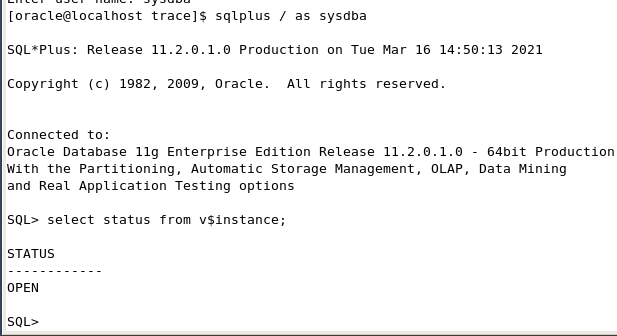 Enter user name: sysdba
[oracle@localhost trace]$ sqlplus / as sysdba
SQL*Plus: Release 11.2.0.1.0 Production on Tue Mar 16 14:50:13 2021
Copyright (c) 1982, 2009, Oracle.  All rights reserved.
Connected to:
Oracle Database 11g Enterprise Edition Release 11.2.0.1.0 - 64bit Production
With the Partitioning, Automatic Storage Management, OLAP, Data Mining
and Real Application Testing options
SQL> select status from v$instance;
STATUS
------------
OPEN
SQL>